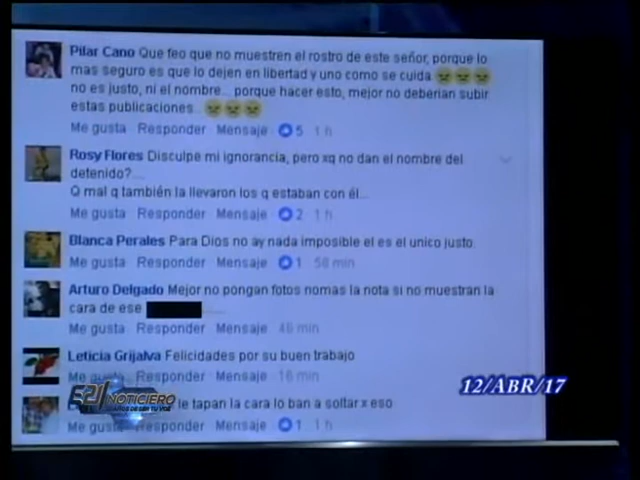 Pilar Cano Que feo que no muestren el rostro de este señor, porque lo
mas seguro es que lo dejen en libertad y uno como se cuida
no es justo, ni el nombre... porque hacer esto, mejor no deberían subir
estas publicaciones..
Me gusta Responder Mensaje 5 1 h
Rosy Flores Disculpe mi ignorancia, pero xq no dan el nombre del
detenido?...
Q mal q también la llevaron los q estaban con él...
Me gusta Responder Mensaje 2 1 h
Blanca Perales Para Dios no ay nada imposible el es el unico justo.
Me gusta Responder Mensaje 1 58 min
Arturo Delgado Mejor no pongan fotos nomas la nota si no muestran la
cara de ese
Me gusta Responder Mensaje 46 min
Leticia Grijalva Felicidades por su buen trabajo
Me gusta Responder Mensaje 16 min
12/ABR/17
le tapan la cara lo ban a soltar x eso
NOTICIERO
Me gusta Responder Mensaje 1 1 h